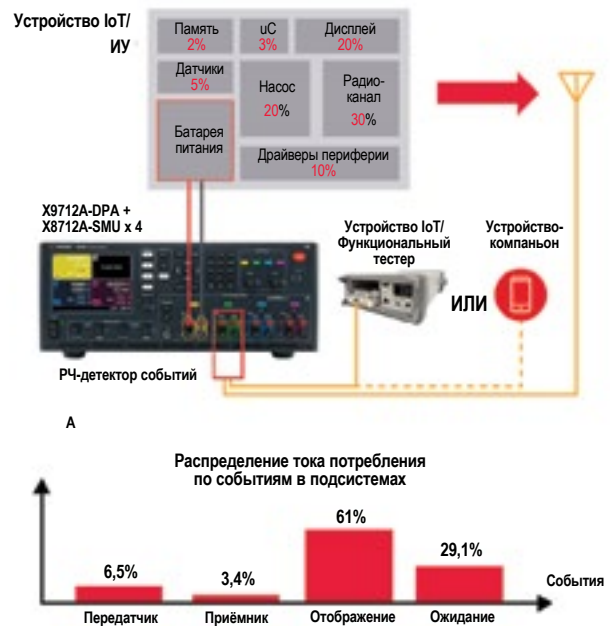 Устройство IoT/
ИУ
Память
2%
uC
3%
Дисплей
20%
Датчики
5%
Насос
20%
Радио-
канал
30%
Батарея
питания
Драйверы периферии
10%
X9712A-DPA +
X8712A-SMU x 4
Устройство IoT/
Функциональный
тестер
ИЛИ
Устройство-
компаньон
РЧ-детектор событий
А
Распределение тока потребления
по событиям в подсистемах
6,5%
3,4%
61%
29,1%
События
Передатчик
Приёмник
Отображение
Ожидание